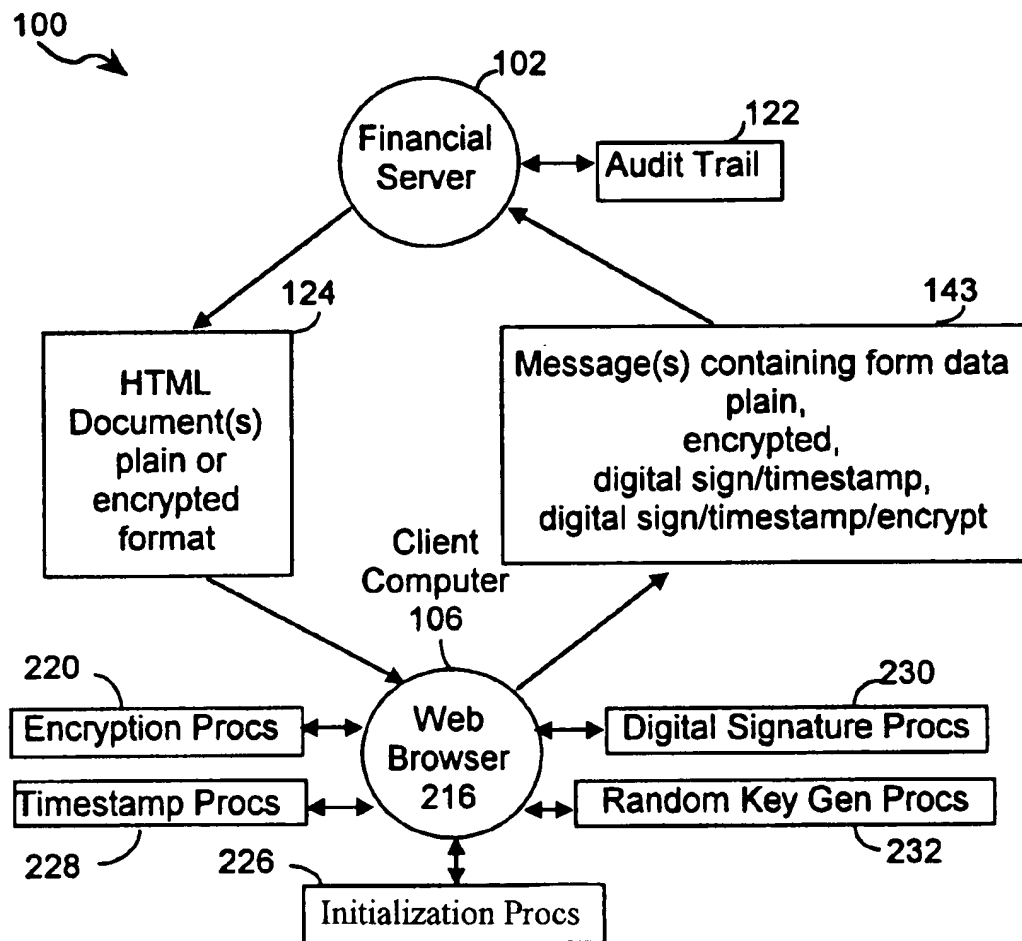 100
102
Financial
Server
122
Audit Trail
124
HTML
Document(s)
plain or
encrypted
format
143
Message(s) containing form data
plain,
encrypted,
digital sign/timestamp,
digital sign/timestamp/encrypt
Client
Computer
106
220
Encryption Procs
Web
Browser
216
230
Digital Signature Procs
Timestamp Procs
228
Random Key Gen Procs
232
226
Initialization Procs